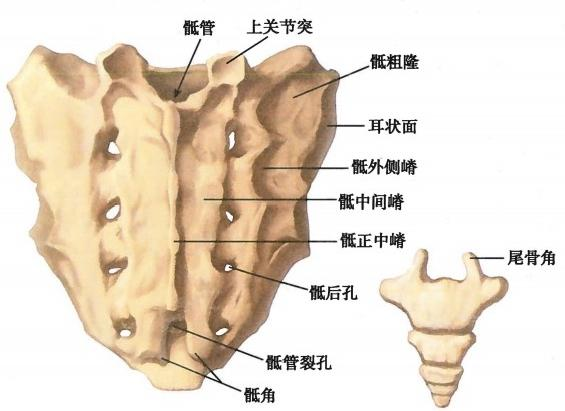 骶管
上关节突
骶粗隆
耳状面
骶外侧嵴
骶中间嵴
骶正中嵴
尾骨角
骶后孔
骶管裂孔
骶角